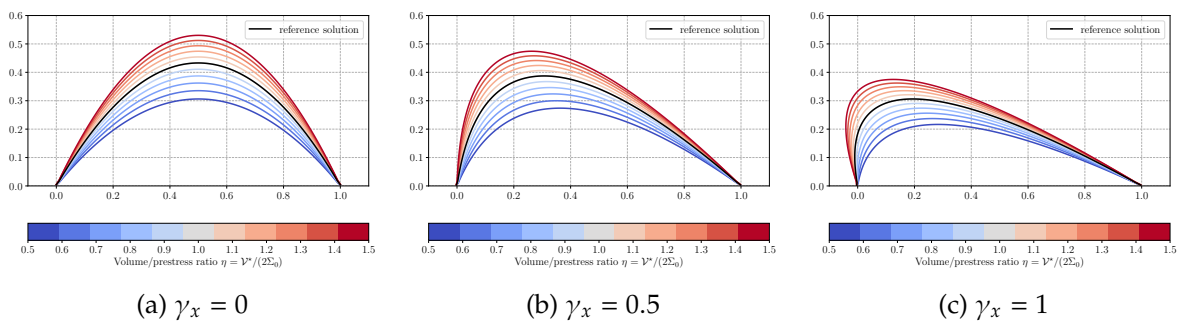 0.6
0.5
0.4
0.3
0.2
0.1
0.0
0.0 0.2 0.4 0.6 0.8 1.0
reference solution
0.5 0.6 0.7 0.8 0.9 1.0 1.1 1.2 1.3 1.4 1.5
Volume/prestress ratio η = 𝒱*/(2Σ₀)
(a) γₓ = 0
0.6
0.5
0.4
0.3
0.2
0.1
0.0
0.0 0.2 0.4 0.6 0.8 1.0
reference solution
0.5 0.6 0.7 0.8 0.9 1.0 1.1 1.2 1.3 1.4 1.5
Volume/prestress ratio η = 𝒱*/(2Σ₀)
(b) γₓ = 0.5
0.6
0.5
0.4
0.3
0.2
0.1
0.0
0.0 0.2 0.4 0.6 0.8 1.0
reference solution
0.5 0.6 0.7 0.8 0.9 1.0 1.1 1.2 1.3 1.4 1.5
Volume/prestress ratio η = 𝒱*/(2Σ₀)
(c) γₓ = 1